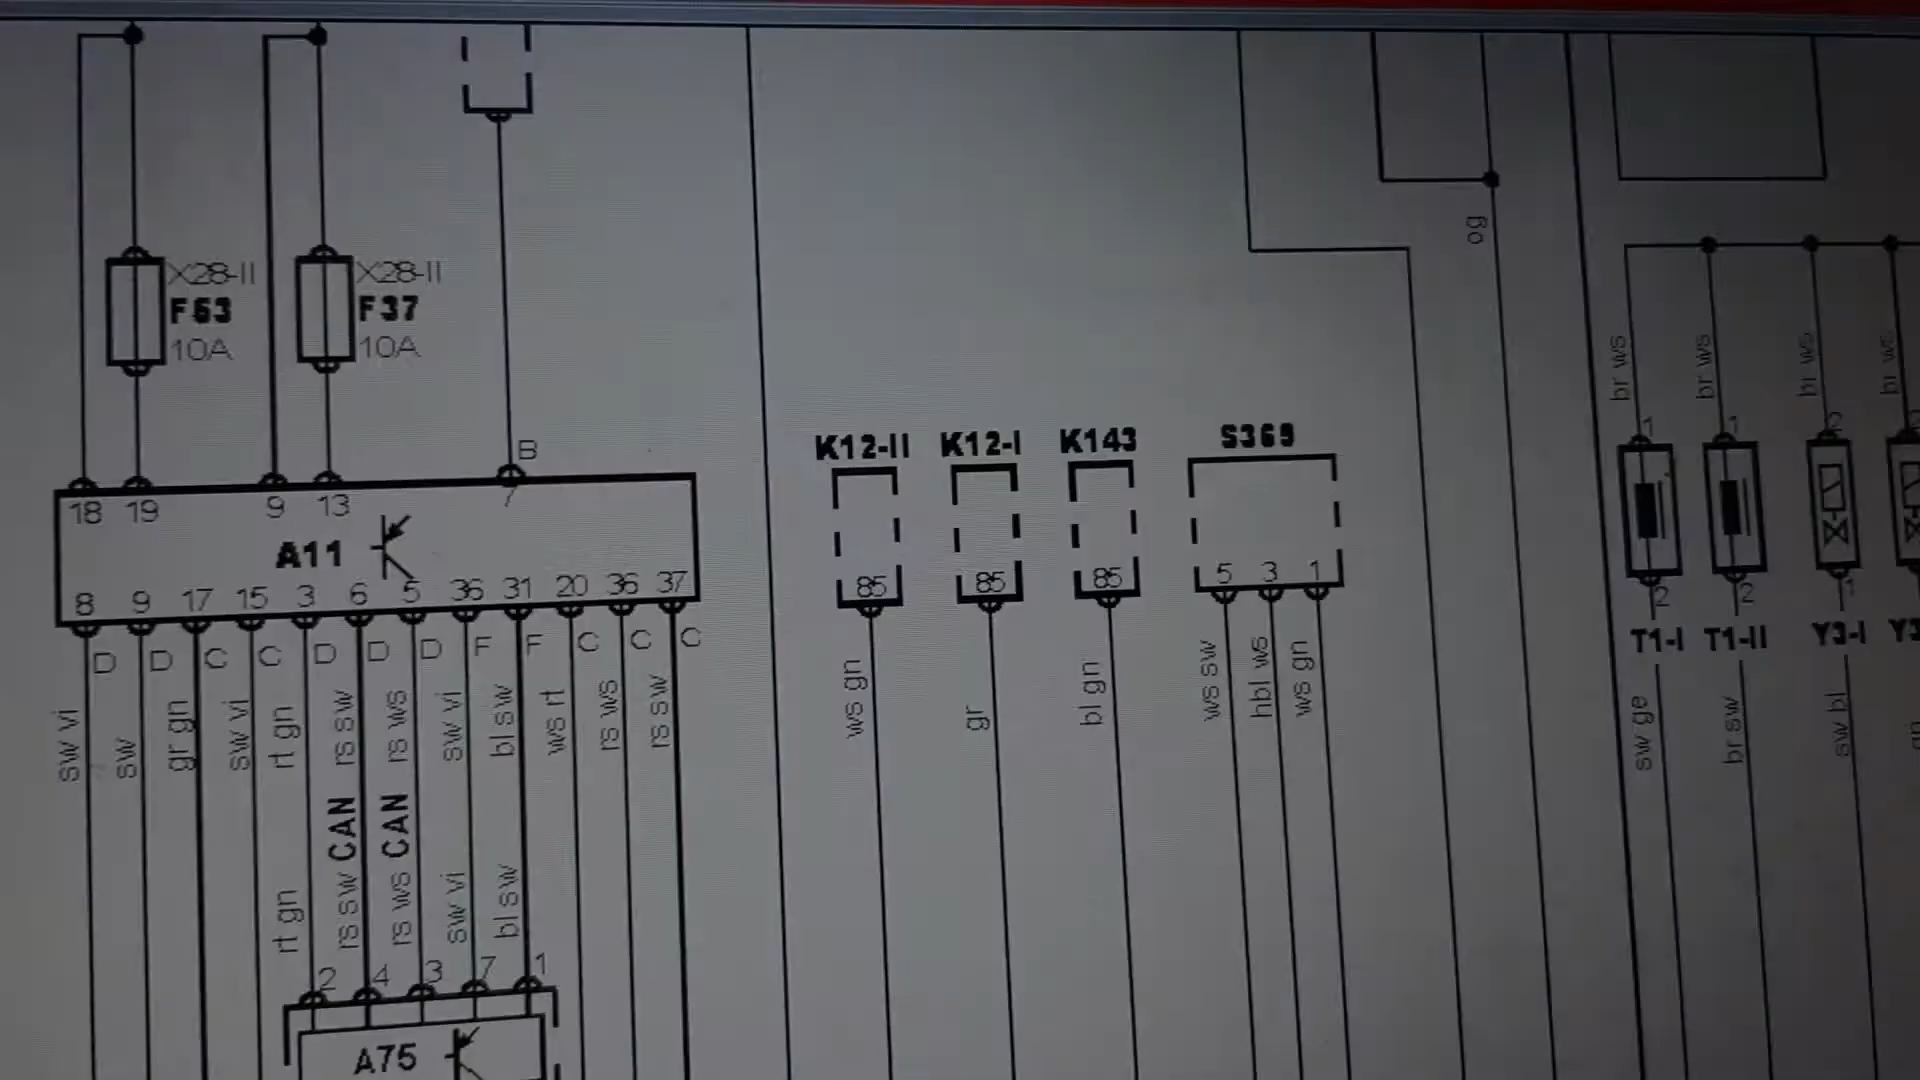 X28-II
F63
10A
X28-II
F37
10A
B
18 19 9 13 7
A11
8 9 17 15 3 6 5 36 31 20 36 37
D D C C D D D F F C C C
sw vi
sw
gr gn
sw vi
rt gn
rs sw
rs ws
sw vi
bl sw
ws rt
rs ws
rs sw
rt gn
rs sw CAN
rs ws CAN
sw vi
bl sw
2 4 3 7 1
A75
K12-II
85
ws gn
K12-I
85
gr
K143
85
bl gn
S369
5 3 1
ws sw
hbl ws
ws gn
og
br ws
br ws
br ws
br ws
1 1 2 2
2 2 1
T1-I
T1-II
Y3-I
sw ge
br sw
sw bl